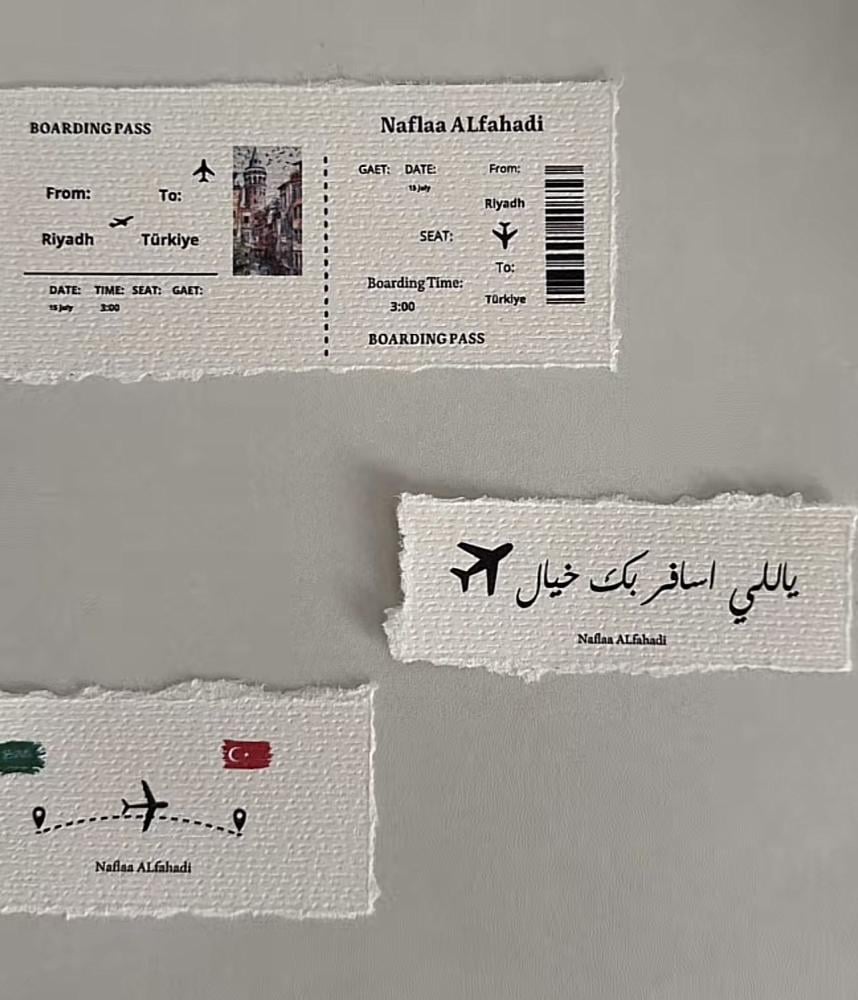 BOARDING PASS
From:
To:
Riyadh
Türkiye
DATE: TIME: SEAT: GAET:
15 july 3:00
Naflaa ALfahadi
GAET: DATE:
15 july
From:
Riyadh
SEAT:
To:
Türkiye
Boarding Time:
3:00
BOARDING PASS
ياللي اسافر بك خيال
Naflaa ALfahadi
Naflaa ALfahadi